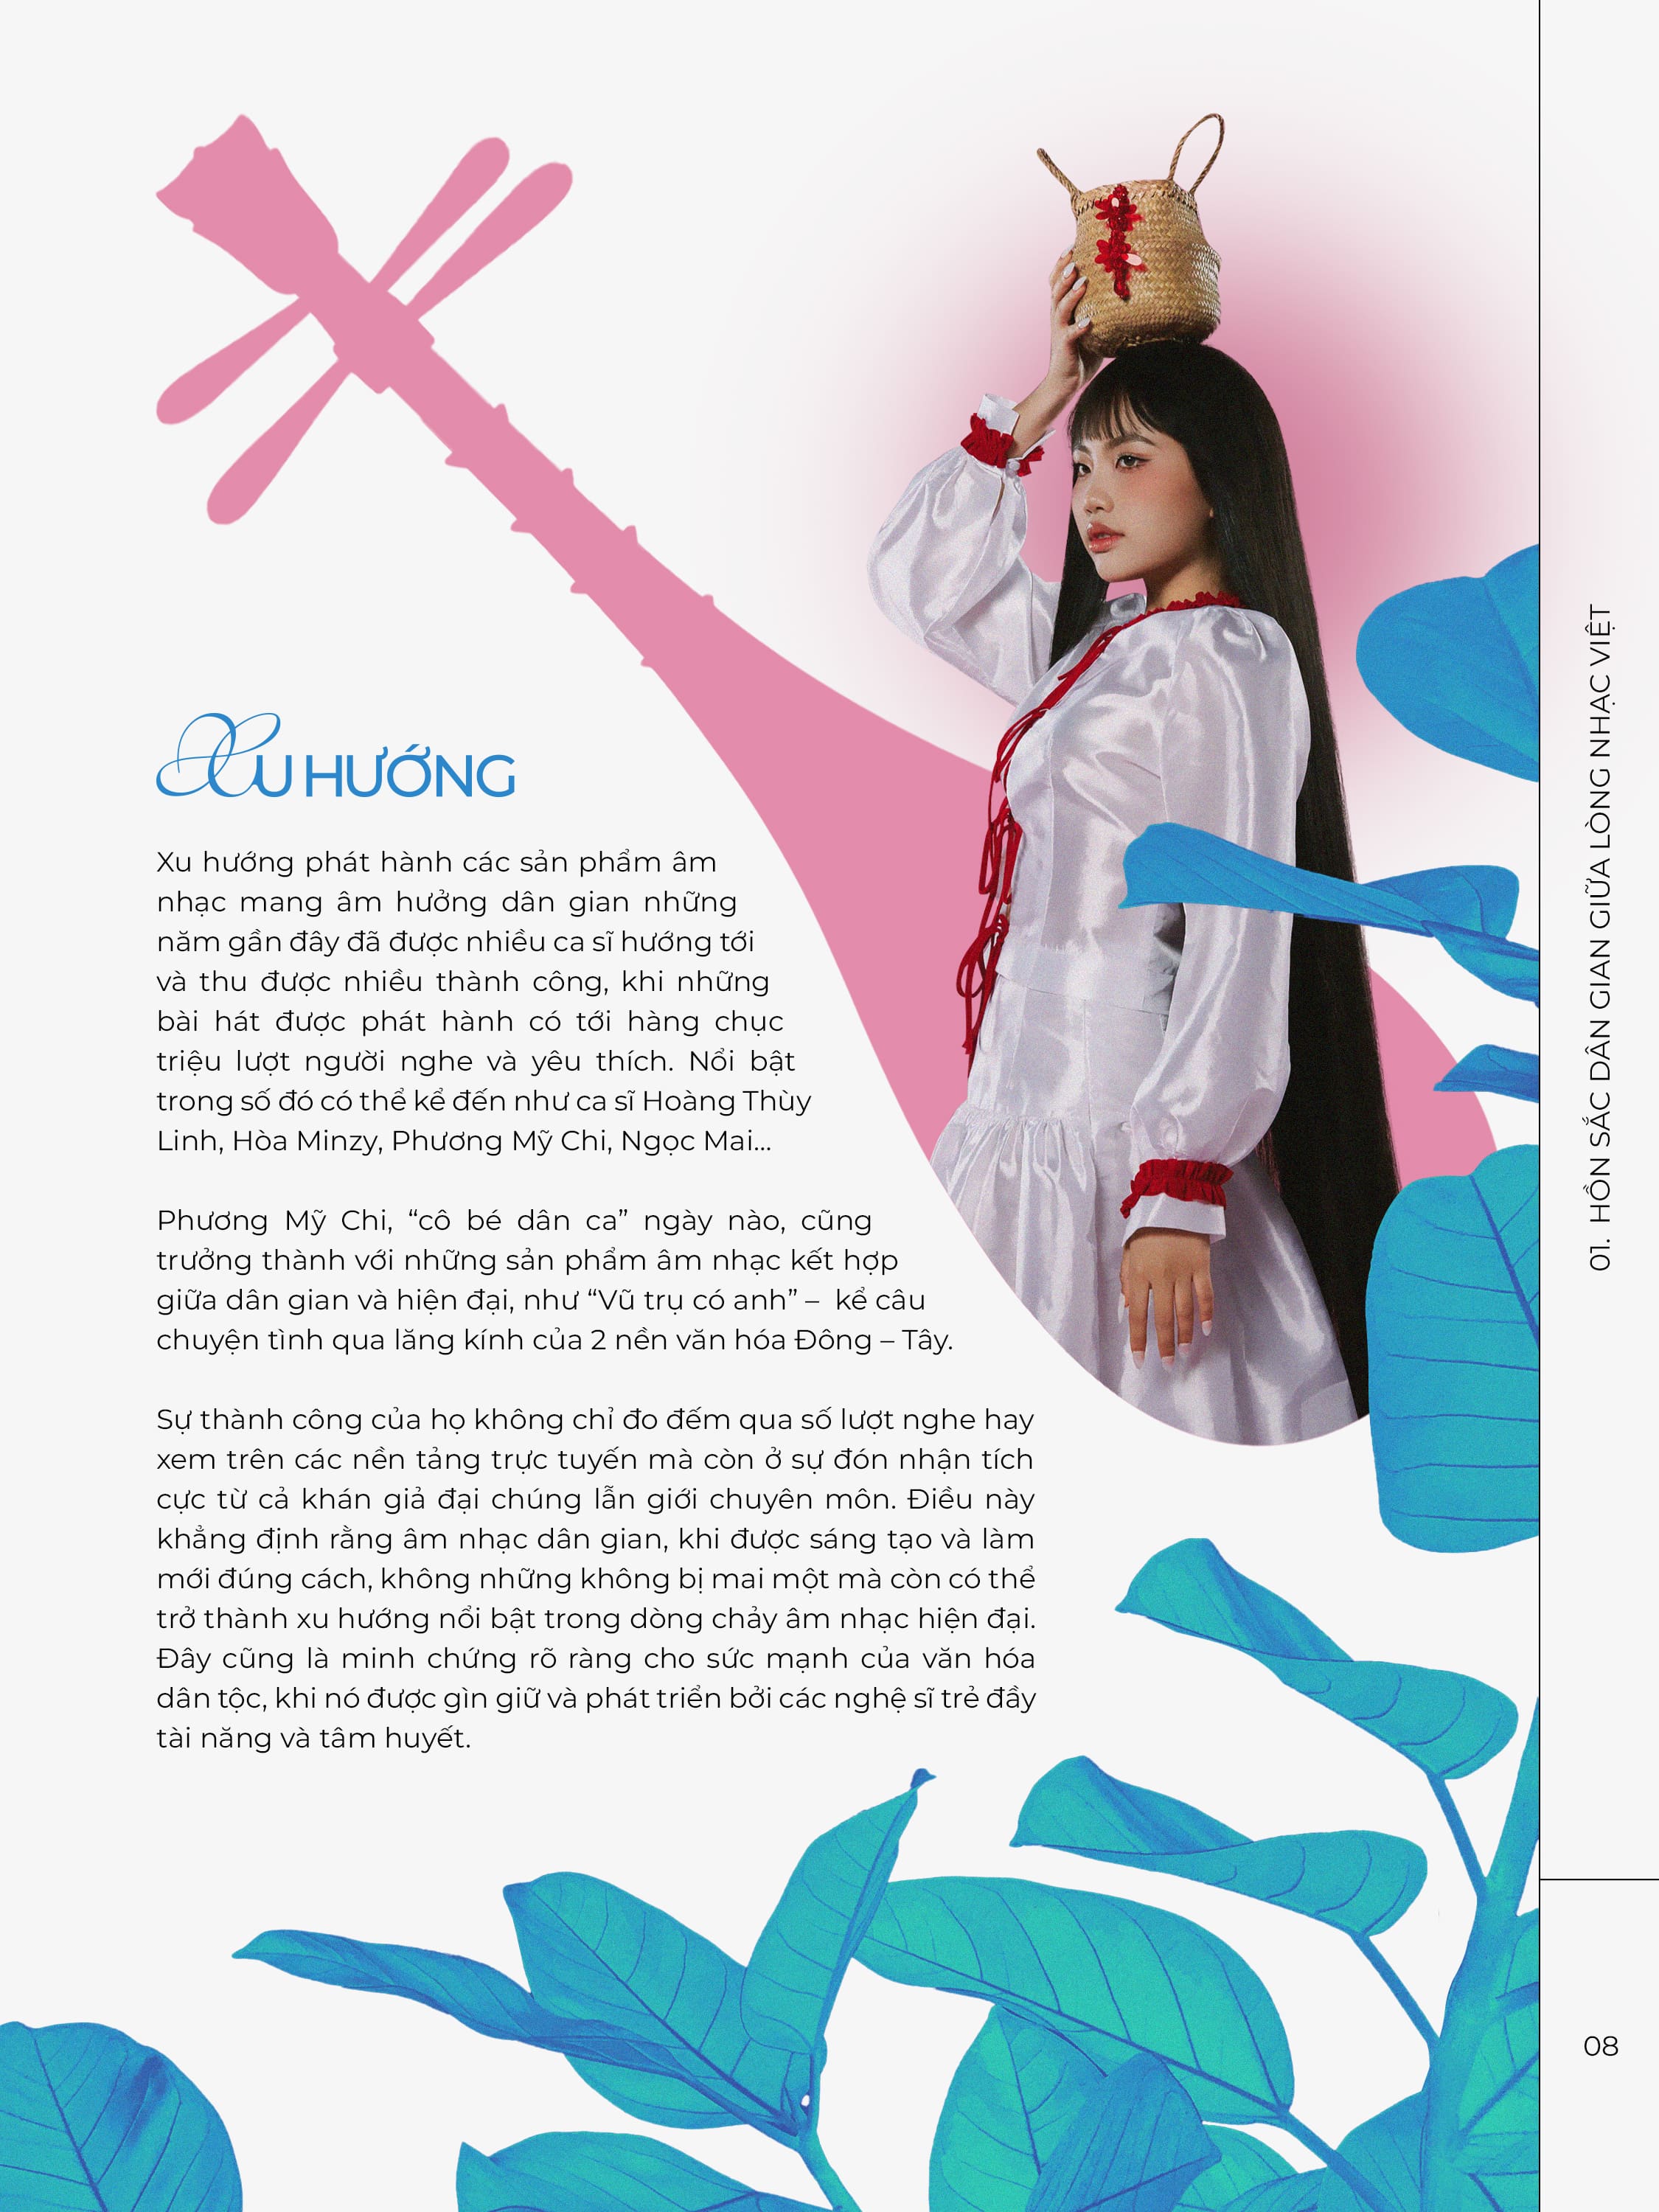 XU HƯỚNG
Xu hướng phát hành các sản phẩm âm
nhạc mang âm hưởng dân gian những
năm gần đây đã được nhiều ca sĩ hướng tới
và thu được nhiều thành công, khi những
bài hát được phát hành có tới hàng chục
triệu lượt người nghe và yêu thích. Nổi bật
trong số đó có thể kể đến như ca sĩ Hoàng Thùy
Linh, Hòa Minzy, Phương Mỹ Chi, Ngọc Mai...
Phương Mỹ Chi, “cô bé dân ca” ngày nào, cũng
trưởng thành với những sản phẩm âm nhạc kết hợp
giữa dân gian và hiện đại, như “Vũ trụ có anh” – kể câu
chuyện tình qua lăng kính của 2 nền văn hóa Đông – Tây.
Sự thành công của họ không chỉ đo đếm qua số lượt nghe hay
xem trên các nền tảng trực tuyến mà còn ở sự đón nhận tích
cực từ cả khán giả đại chúng lẫn giới chuyên môn. Điều này
khẳng định rằng âm nhạc dân gian, khi được sáng tạo và làm
mới đúng cách, không những không bị mai một mà còn có thể
trở thành xu hướng nổi bật trong dòng chảy âm nhạc hiện đại.
Đây cũng là minh chứng rõ ràng cho sức mạnh của văn hóa
dân tộc, khi nó được gìn giữ và phát triển bởi các nghệ sĩ trẻ đầy
tài năng và tâm huyết.
01. HỒN SẮC DÂN GIAN GIỮA LÒNG NHẠC VIỆT
08